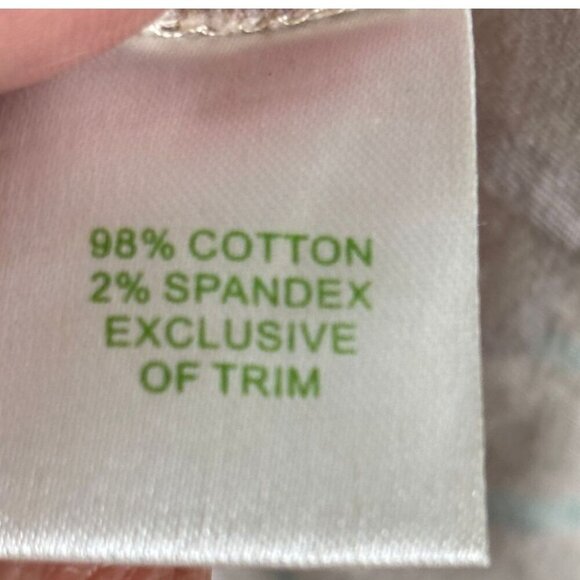 98% COTTON
2% SPANDEX
EXCLUSIVE
OF TRIM